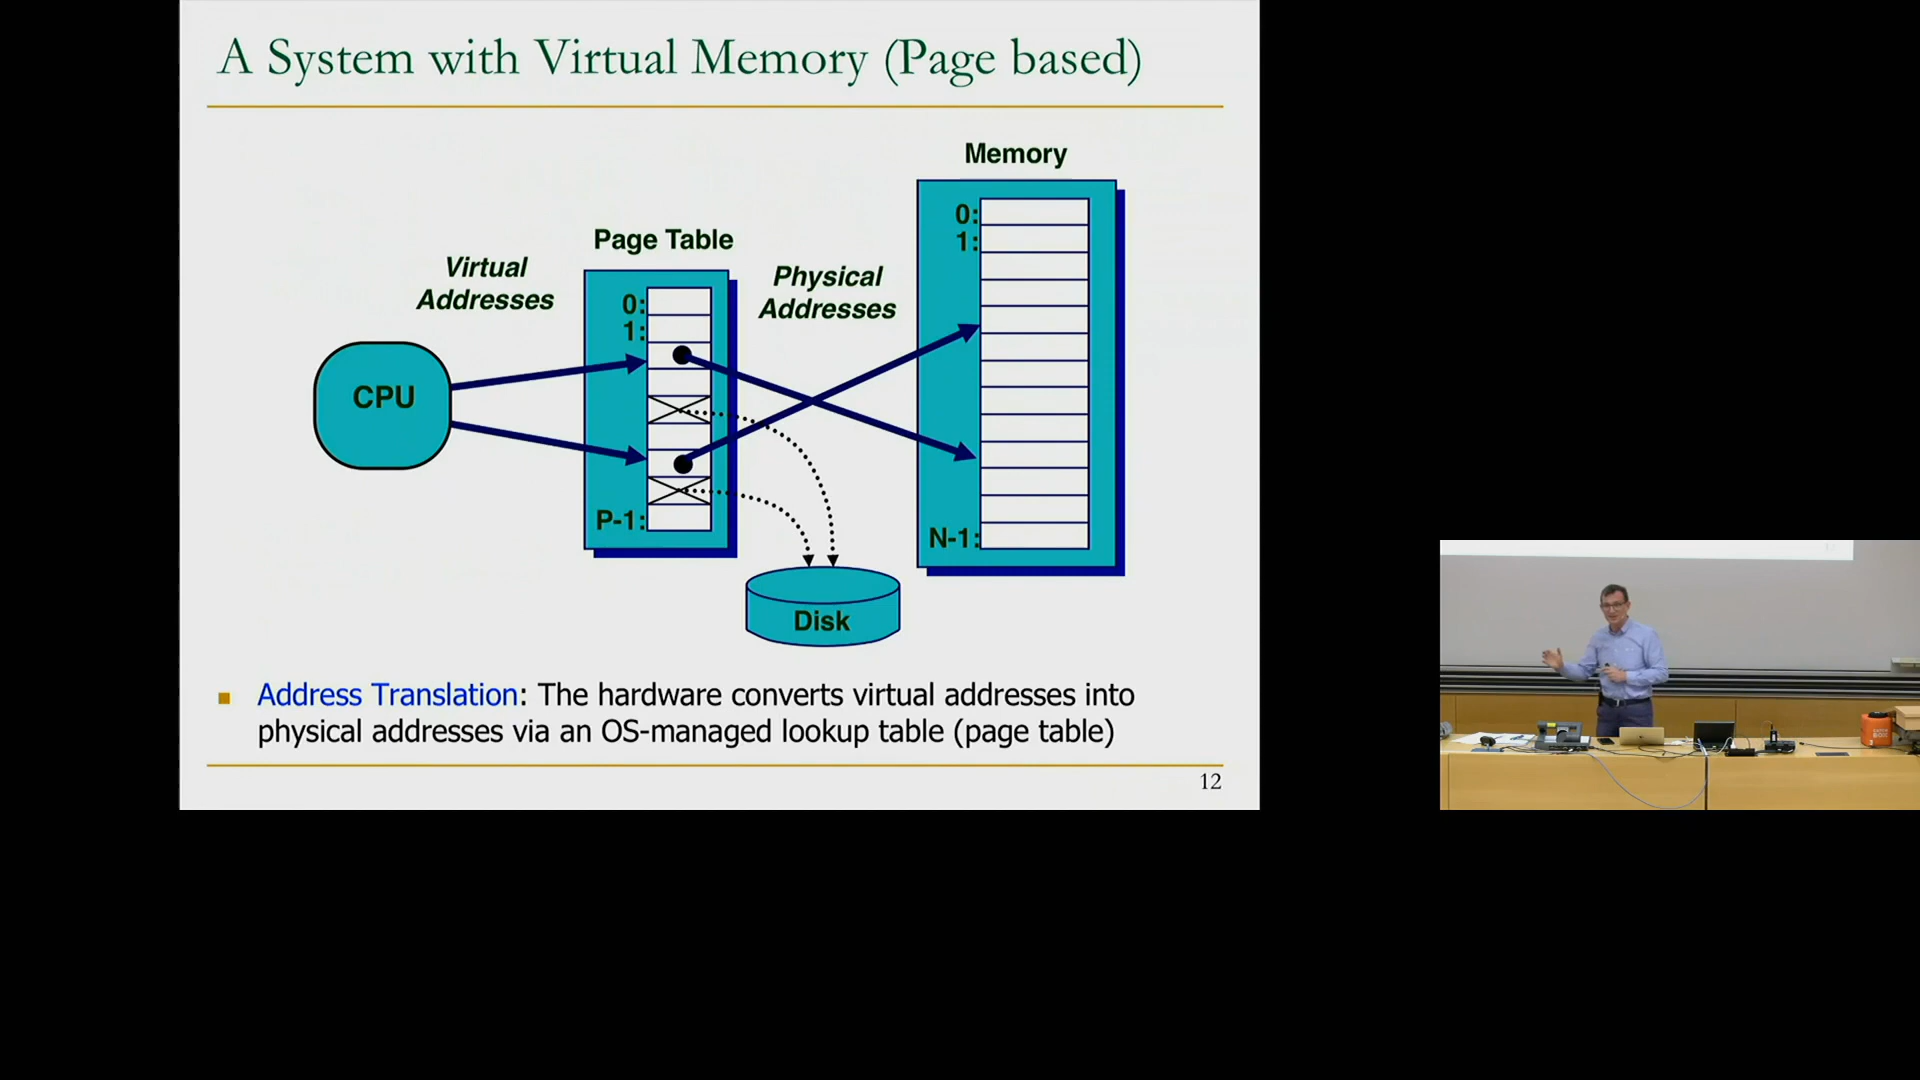 A System with Virtual Memory (Page based)
Memory
0:
1:
N-1:
Page Table
0:
1:
P-1:
Virtual
Addresses
Physical
Addresses
CPU
Disk
Address Translation: The hardware converts virtual addresses into
physical addresses via an OS-managed lookup table (page table)
12